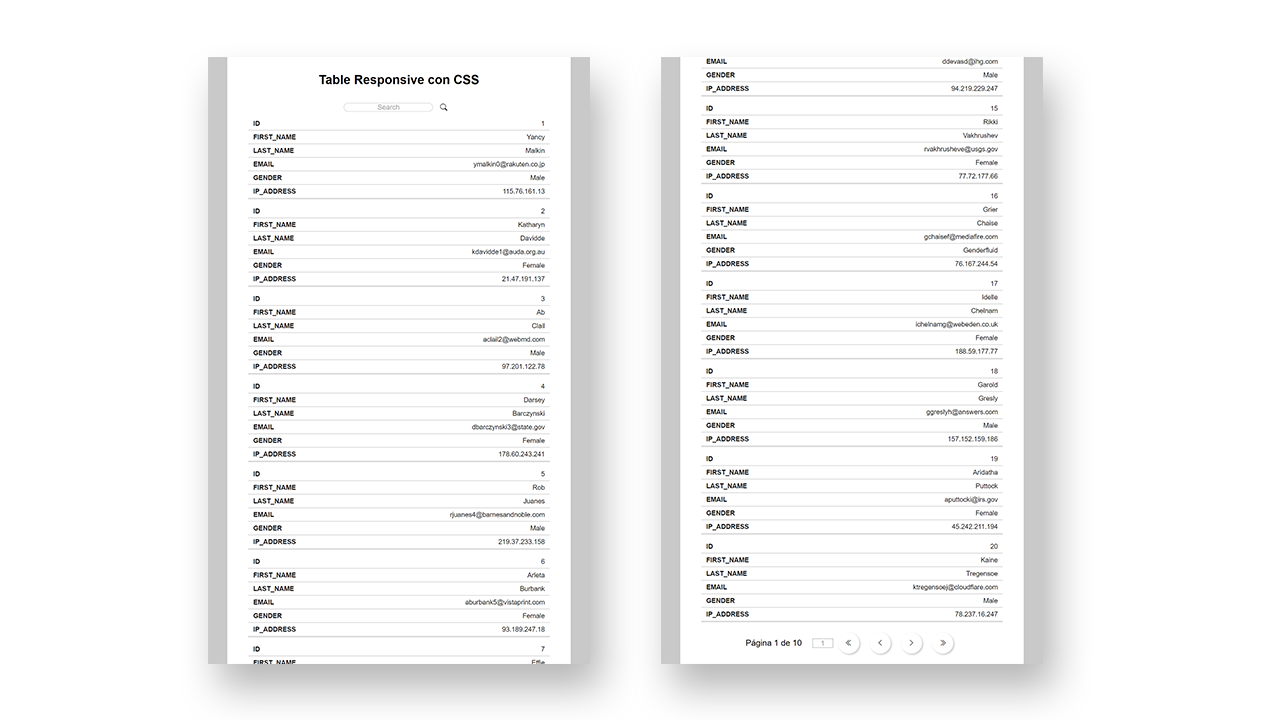 Table Responsive con CSS
Search
ID 1
FIRST_NAME Yancy
LAST_NAME Malkin
EMAIL ymalkin0@rakuten.co.jp
GENDER Male
IP_ADDRESS 115.76.161.13
ID 2
FIRST_NAME Katharyn
LAST_NAME Davidde
EMAIL kdavidde1@auda.org.au
GENDER Female
IP_ADDRESS 21.47.191.137
ID 3
FIRST_NAME Ab
LAST_NAME Clail
EMAIL aclail2@webmd.com
GENDER Male
IP_ADDRESS 97.201.122.78
ID 4
FIRST_NAME Dorsey
LAST_NAME Barczynski
EMAIL dbarczynski3@state.gov
GENDER Female
IP_ADDRESS 178.60.243.241
ID 5
FIRST_NAME Rob
LAST_NAME Juanes
EMAIL rjuanes4@barnesandnoble.com
GENDER Male
IP_ADDRESS 219.37.233.158
ID 6
FIRST_NAME Arleta
LAST_NAME Burbank
EMAIL aburbank5@vistaprint.com
GENDER Female
IP_ADDRESS 93.189.247.18
ID 7
FIRST_NAME Effie
EMAIL ddevasd@ihg.com
GENDER Male
IP_ADDRESS 94.219.229.247
ID 15
FIRST_NAME Rikki
LAST_NAME Vakhrushev
EMAIL rvakhrusheve@usgs.gov
GENDER Female
IP_ADDRESS 77.72.177.66
ID 16
FIRST_NAME Grier
LAST_NAME Chaise
EMAIL gchaisef@mediafire.com
GENDER Genderfluid
IP_ADDRESS 76.167.244.54
ID 17
FIRST_NAME Idelle
LAST_NAME Chelnam
EMAIL ichelnamg@webeden.co.uk
GENDER Female
IP_ADDRESS 188.59.177.77
ID 18
FIRST_NAME Garold
LAST_NAME Gresly
EMAIL ggreslyh@answers.com
GENDER Male
IP_ADDRESS 157.152.159.186
ID 19
FIRST_NAME Aridatha
LAST_NAME Puttock
EMAIL aputtocki@irs.gov
GENDER Female
IP_ADDRESS 45.242.211.194
ID 20
FIRST_NAME Kaine
LAST_NAME Tregensoe
EMAIL ktregensoej@cloudflare.com
GENDER Male
IP_ADDRESS 78.237.16.247
Página 1 de 10 1